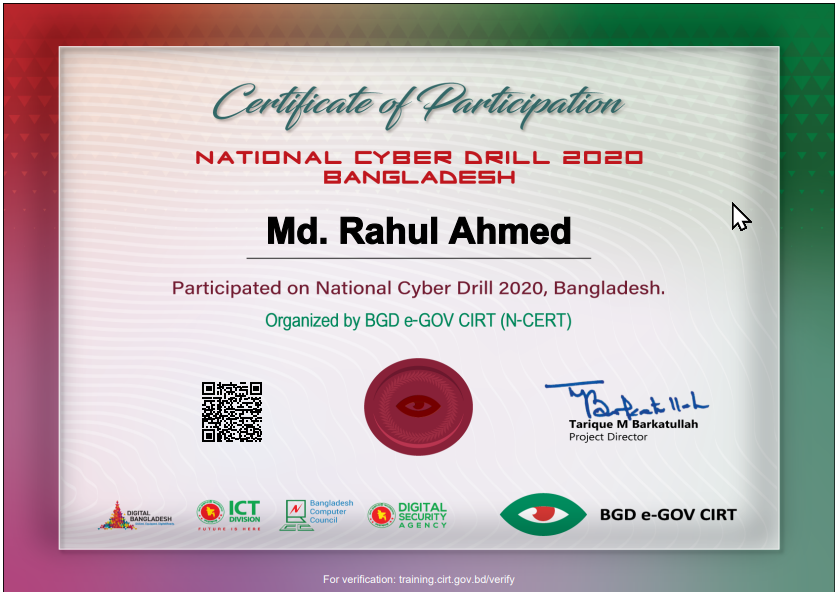 Certificate of Participation
NATIONAL CYBER DRILL 2020
BANGLADESH
Md. Rahul Ahmed
Participated on National Cyber Drill 2020, Bangladesh.
Organized by BGD e-GOV CIRT (N-CERT)
Tarique M Barkatullah
Project Director
DIGITAL
BANGLADESH
ICT
DIVISION
FUTURE IS HERE
Bangladesh
Computer
Council
DIGITAL
SECURITY
AGENCY
BGD e-GOV CIRT
For verification: training.cirt.gov.bd/verify